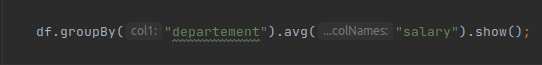 df.groupBy( col1: "departement").avg( ...colNames: "salary").show();